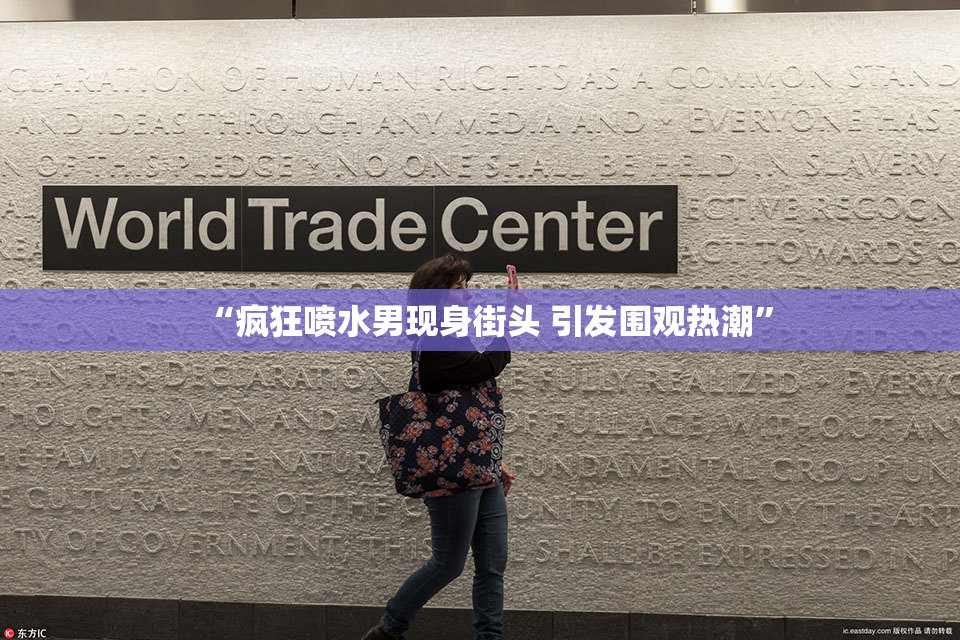 CLARATION OF HUMAN RIGHTS AS A COMMON STAND
AND IDEAS THROUGH ANY MEDIA AND • EVERYONE HAS T
N OF THIS PLEDGE • NO ONE SHALL BE HELD IN SLAVERY
World Trade Center
ECTIVE RECOGN
ACT TOWARDS O
“疯狂喷水男现身街头 引发围观热潮”
H IN THIS DECLARATION BE FULLY REALIZED • EVERYO
THOUGHT MEN AND W OF FULL AGE, WITHO
E FAMILY IS THE NATURA FUNDAMENTAL GROUP UN
E CULTURAL LIFE OF THE C UNITY, TO ENJOY THE ART
TY OF GOVERNMENT; THIS SHALL BE EXPRESSED IN P
东方IC
ic.eastday.com 版权作品 请勿转载